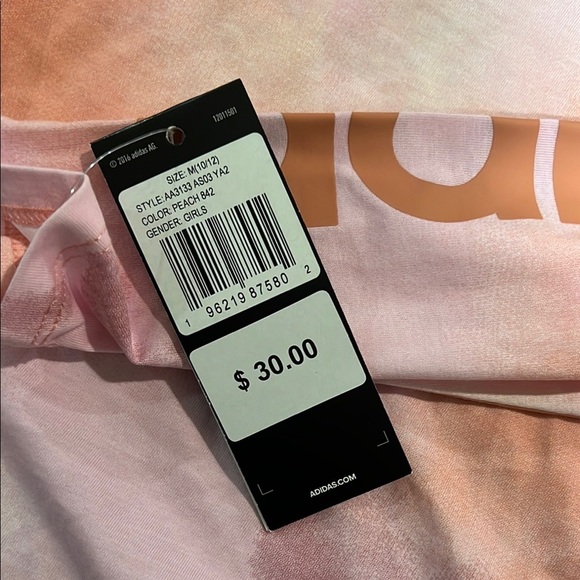 12011501
© 2016 adidas AG.
SIZE: M(10/12)
STYLE: AA3133 AS03 YA2
COLOR: PEACH 842
GENDER: GIRLS
1 96219 87580 2
$ 30.00
ADIDAS.COM